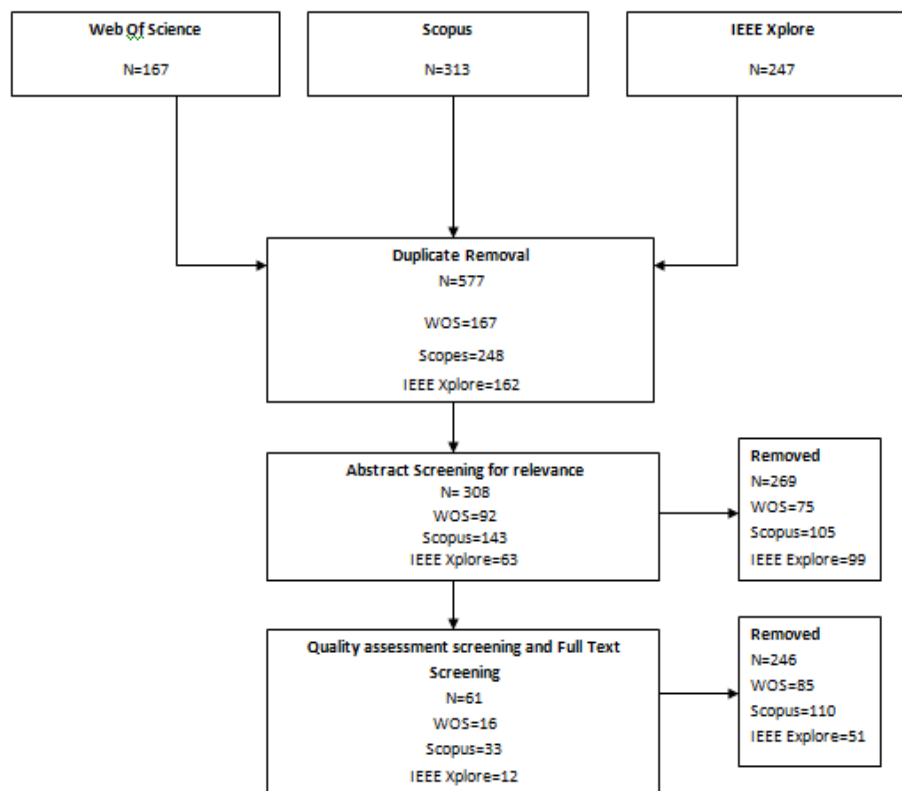 Web Of Science
N=167
Scopus
N=313
IEEE Xplore
N=247
Duplicate Removal
N=577
WOS=167
Scopes=248
IEEE Xplore=162
Abstract Screening for relevance
N= 308
WOS=92
Scopus=143
IEEE Xplore=63
Removed
N=269
WOS=75
Scopus=105
IEEE Explore=99
Quality assessment screening and Full Text
Screening
N=61
WOS=16
Scopus=33
IEEE Xplore=12
Removed
N=246
WOS=85
Scopus=110
IEEE Explore=51